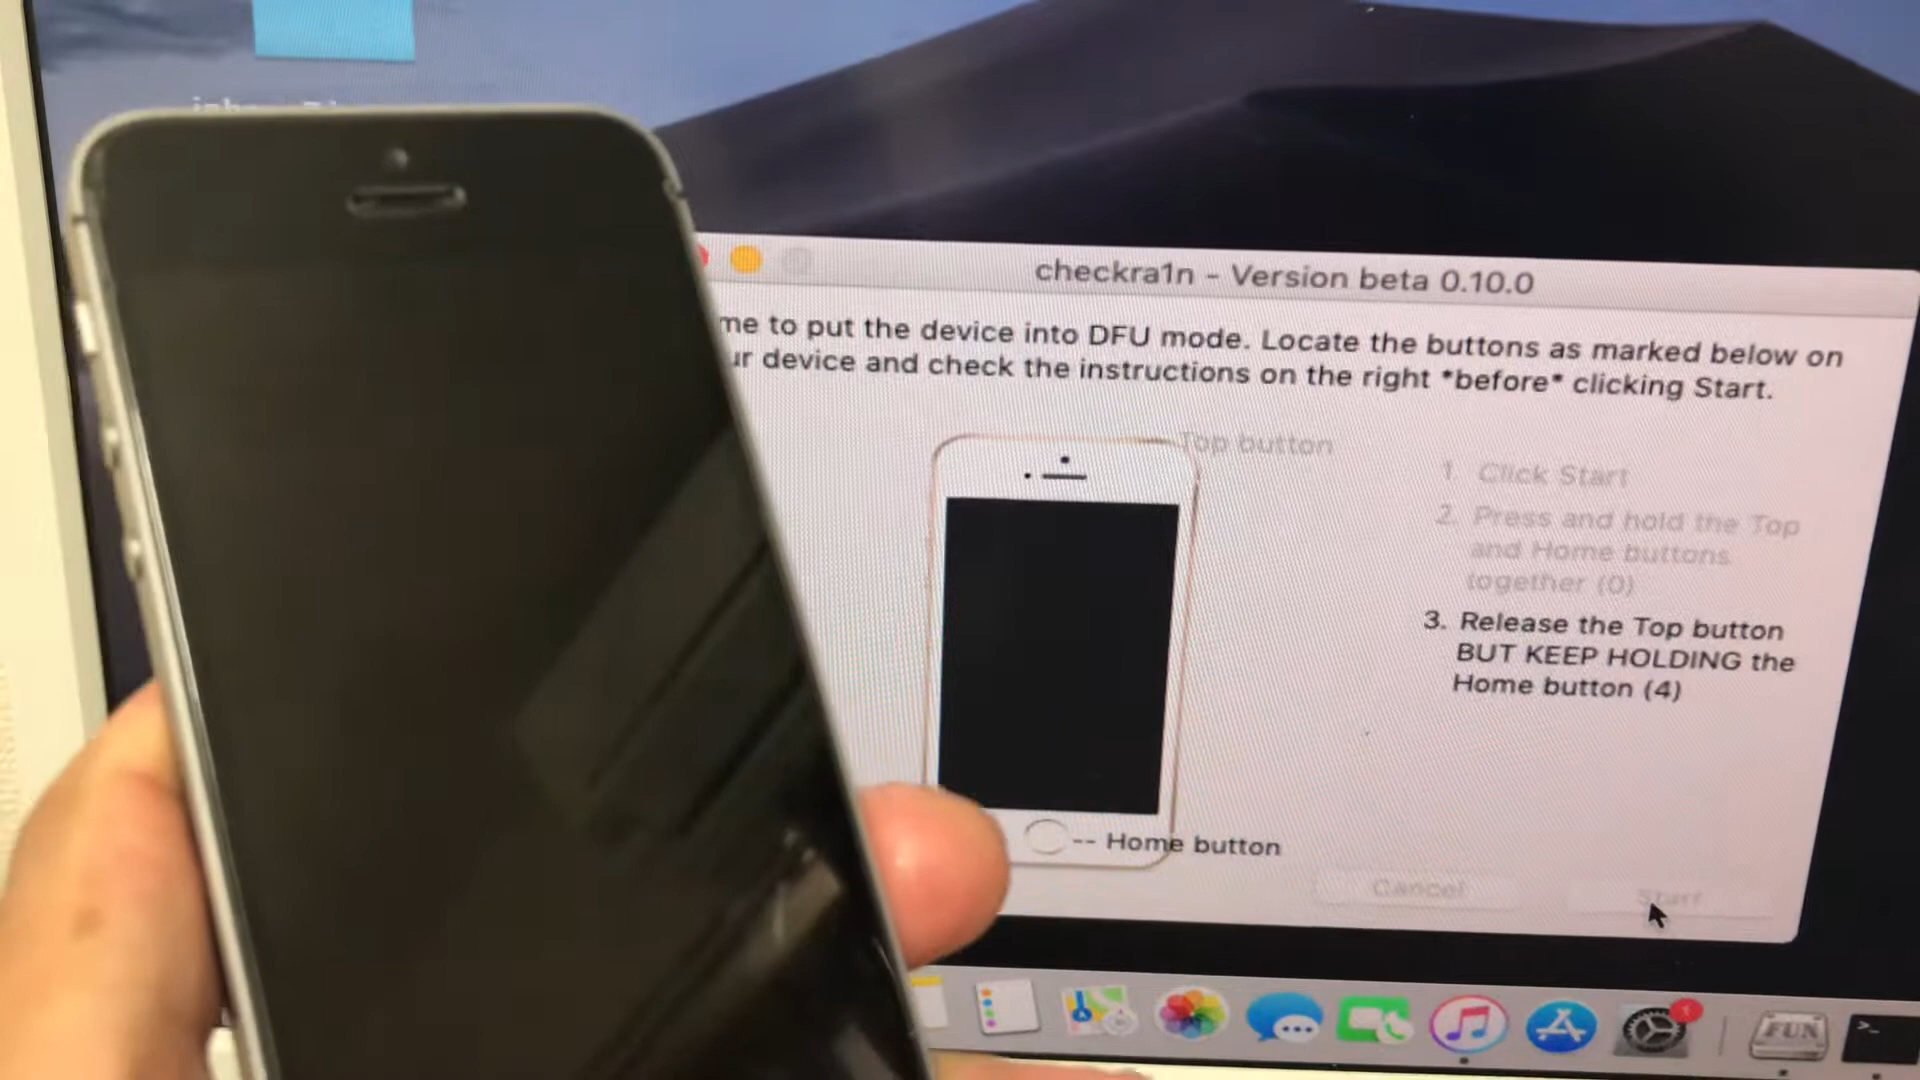 checkra1n - Version beta 0.10.0
me to put the device into DFU mode. Locate the buttons as marked below on
ur device and check the instructions on the right *before* clicking Start.
Top button
1. Click Start
2. Press and hold the Top
and Home buttons
together (0)
3. Release the Top button
BUT KEEP HOLDING the
Home button (4)
-- Home button
Cancel
Start
1
FUN
>_